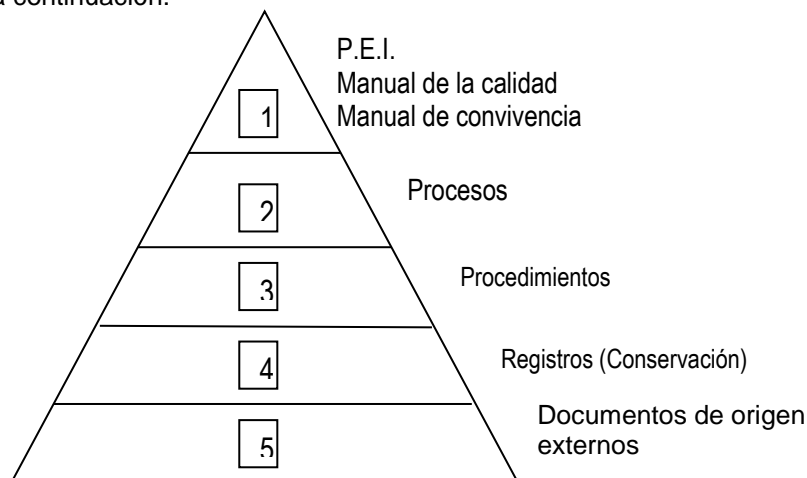 a continuación.
P.E.I.
Manual de la calidad
Manual de convivencia
1
Procesos
2
Procedimientos
3
Registros (Conservación)
4
Documentos de origen
externos
5